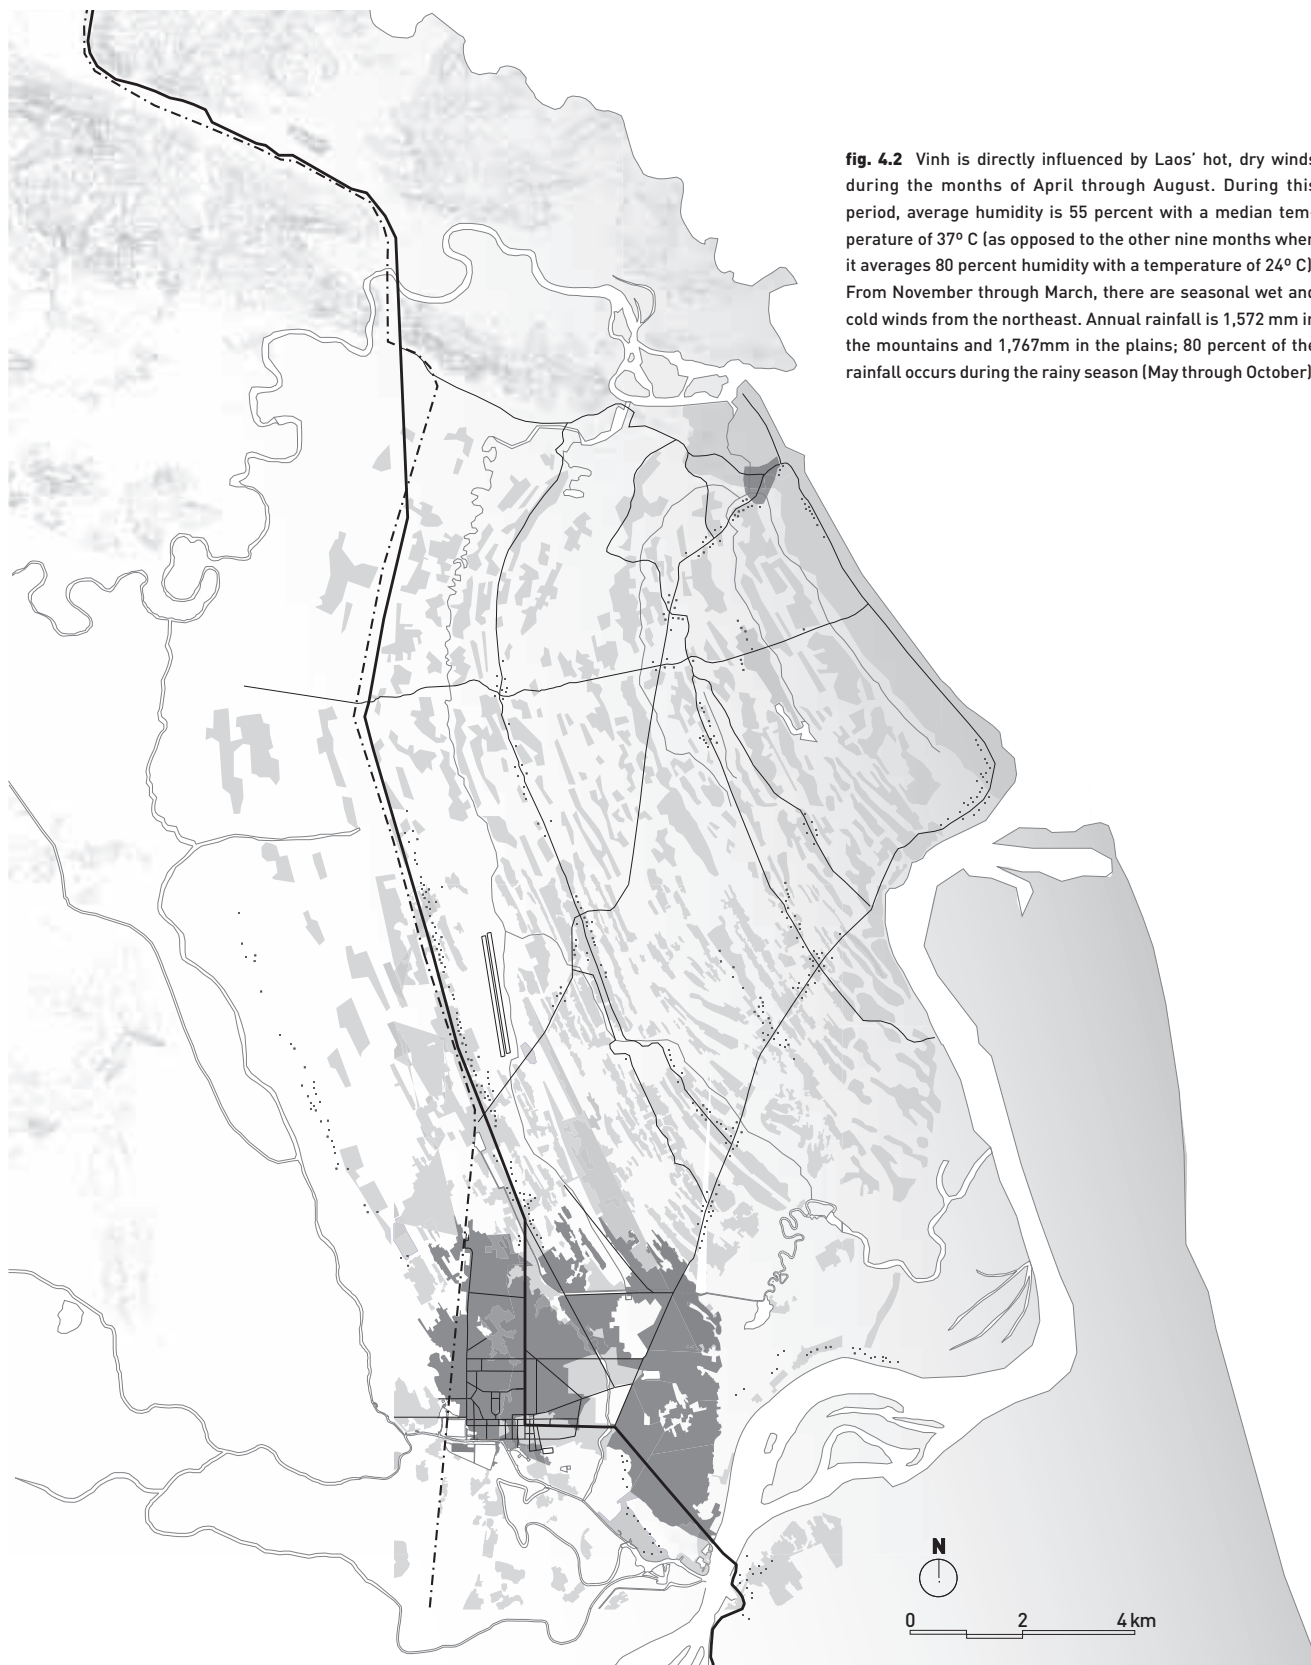 fig. 4.2 Vinh is directly influenced by Laos’ hot, dry winds
during the months of April through August. During this
period, average humidity is 55 percent with a median tem-
perature of 37º C (as opposed to the other nine months when
it averages 80 percent humidity with a temperature of 24º C)
From November through March, there are seasonal wet and
cold winds from the northeast. Annual rainfall is 1,572 mm in
the mountains and 1,767mm in the plains; 80 percent of the
rainfall occurs during the rainy season (May through October)
N
0 2 4 km